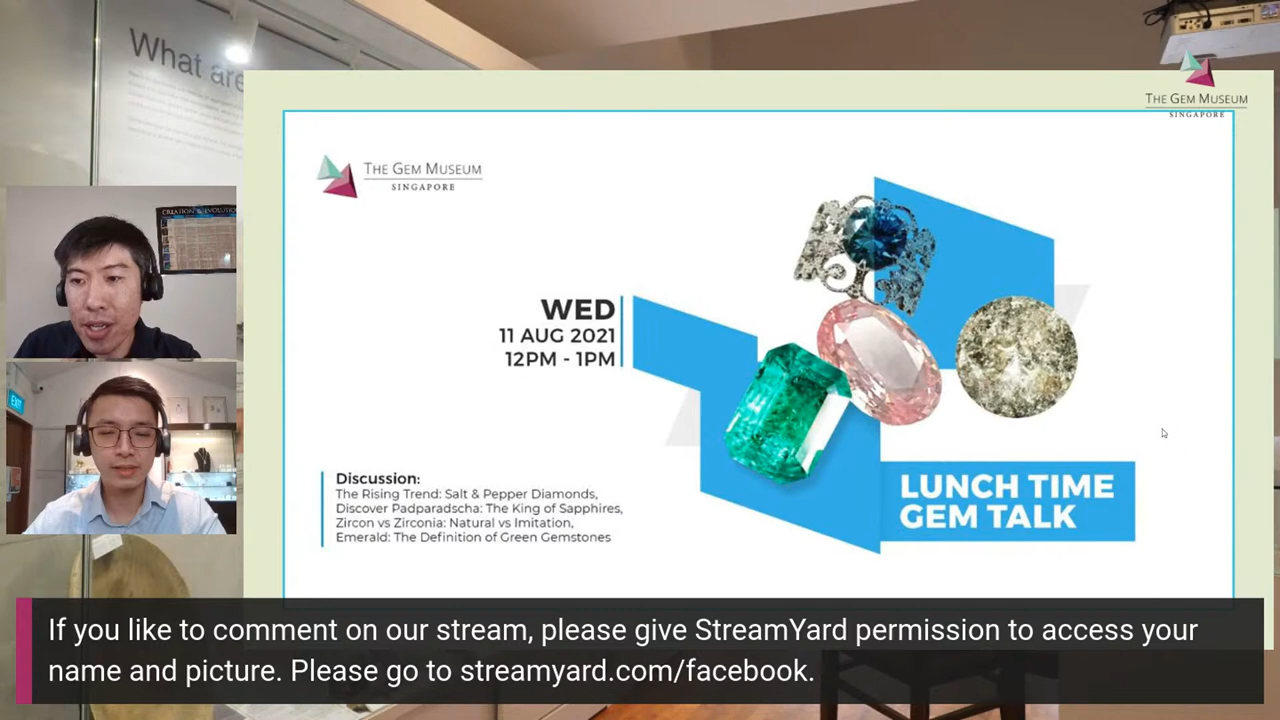 What are
THE GEM MUSEUM
SINGAPORE
THE GEM MUSEUM
SINGAPORE
CREATION & EVOLUTION
WED
11 AUG 2021
12PM - 1PM
EXIT
Discussion:
The Rising Trend: Salt & Pepper Diamonds,
Discover Padparadscha: The King of Sapphires,
Zircon vs Zirconia: Natural vs Imitation,
Emerald: The Definition of Green Gemstones
LUNCH TIME
GEM TALK
If you like to comment on our stream, please give StreamYard permission to access your
name and picture. Please go to streamyard.com/facebook.